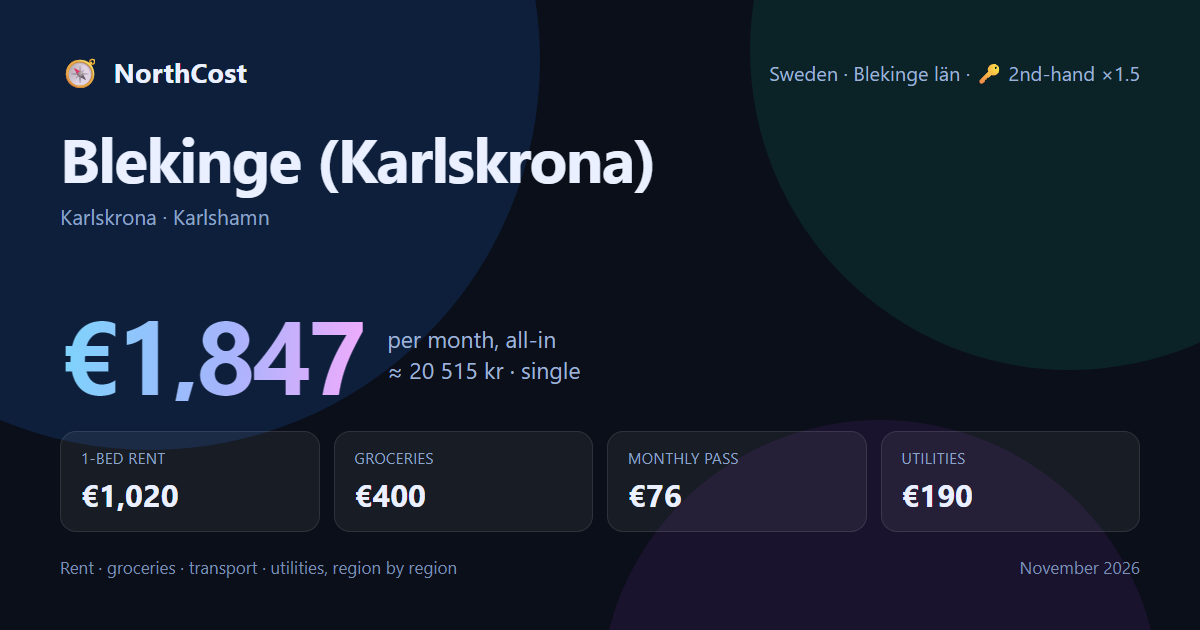 NorthCost
Sweden · Blekinge län · 🔑 2nd-hand ×1.5
Blekinge (Karlskrona)
Karlskrona · Karlshamn
€1,847
per month, all-in
≈ 20 515 kr · single
1-BED RENT
€1,020
GROCERIES
€400
MONTHLY PASS
€76
UTILITIES
€190
Rent · groceries · transport · utilities, region by region
November 2026